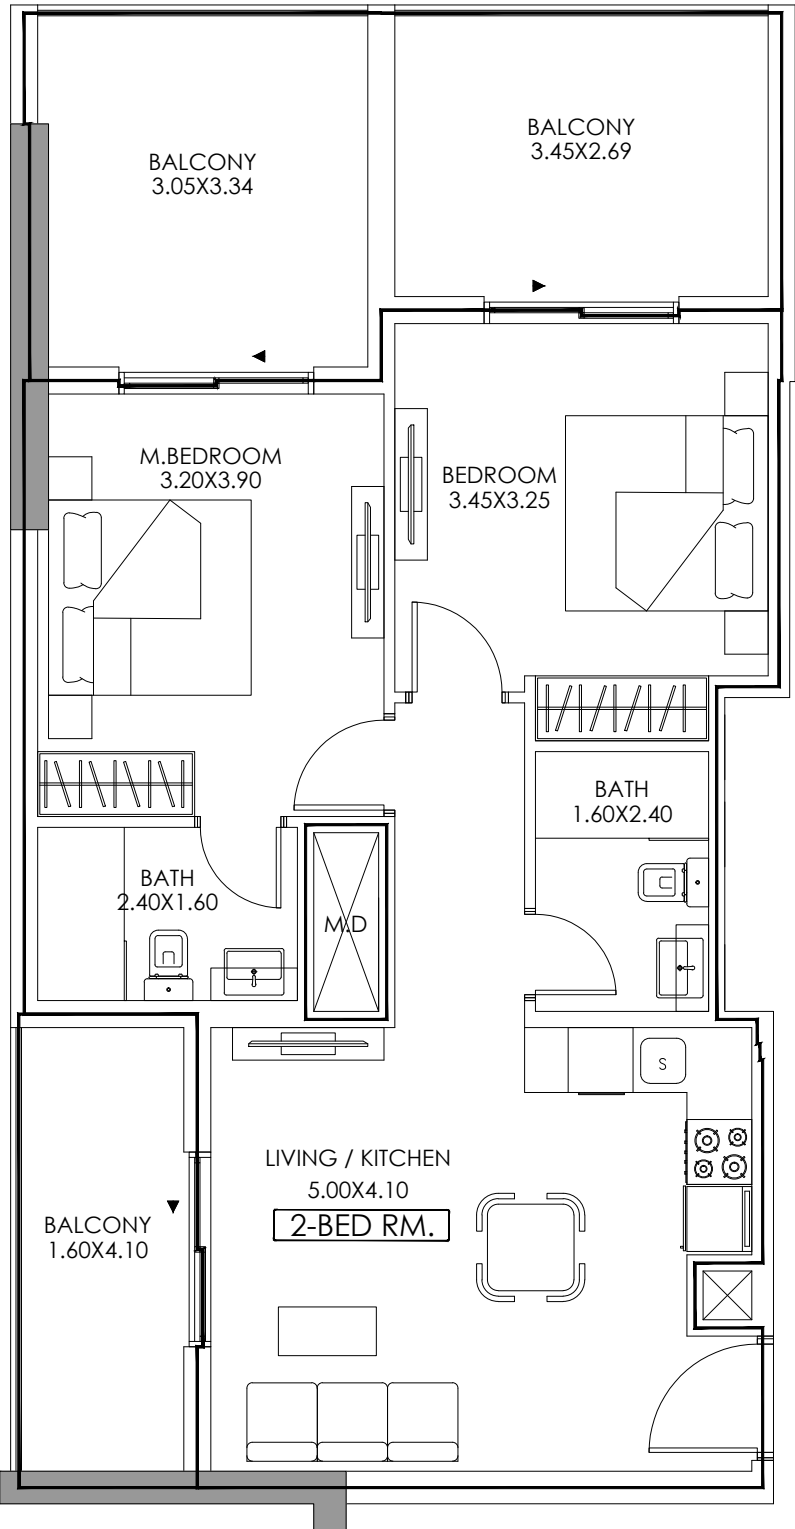 BALCONY
3.05X3.34
BALCONY
3.45X2.69
M.BEDROOM
3.20X3.90
BEDROOM
3.45X3.25
BATH
1.60X2.40
BATH
2.40X1.60
M.D
S
LIVING / KITCHEN
5.00X4.10
2-BED RM.
BALCONY
1.60X4.10